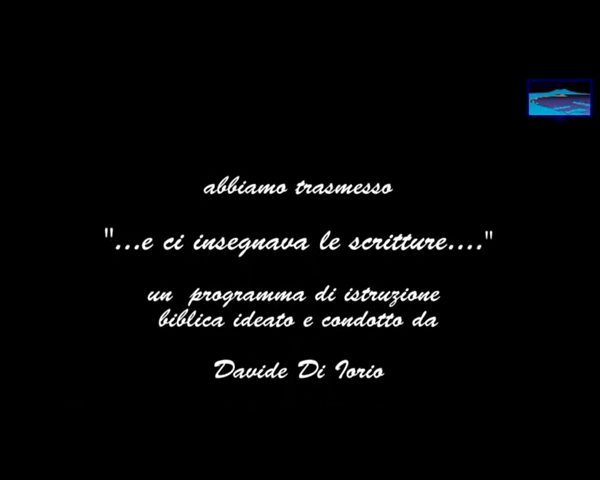 abbiamo trasmesso
"...e ci insegnava le scritture...."
un programma di istruzione
biblica ideato e condotto da
Davide Di Iorio